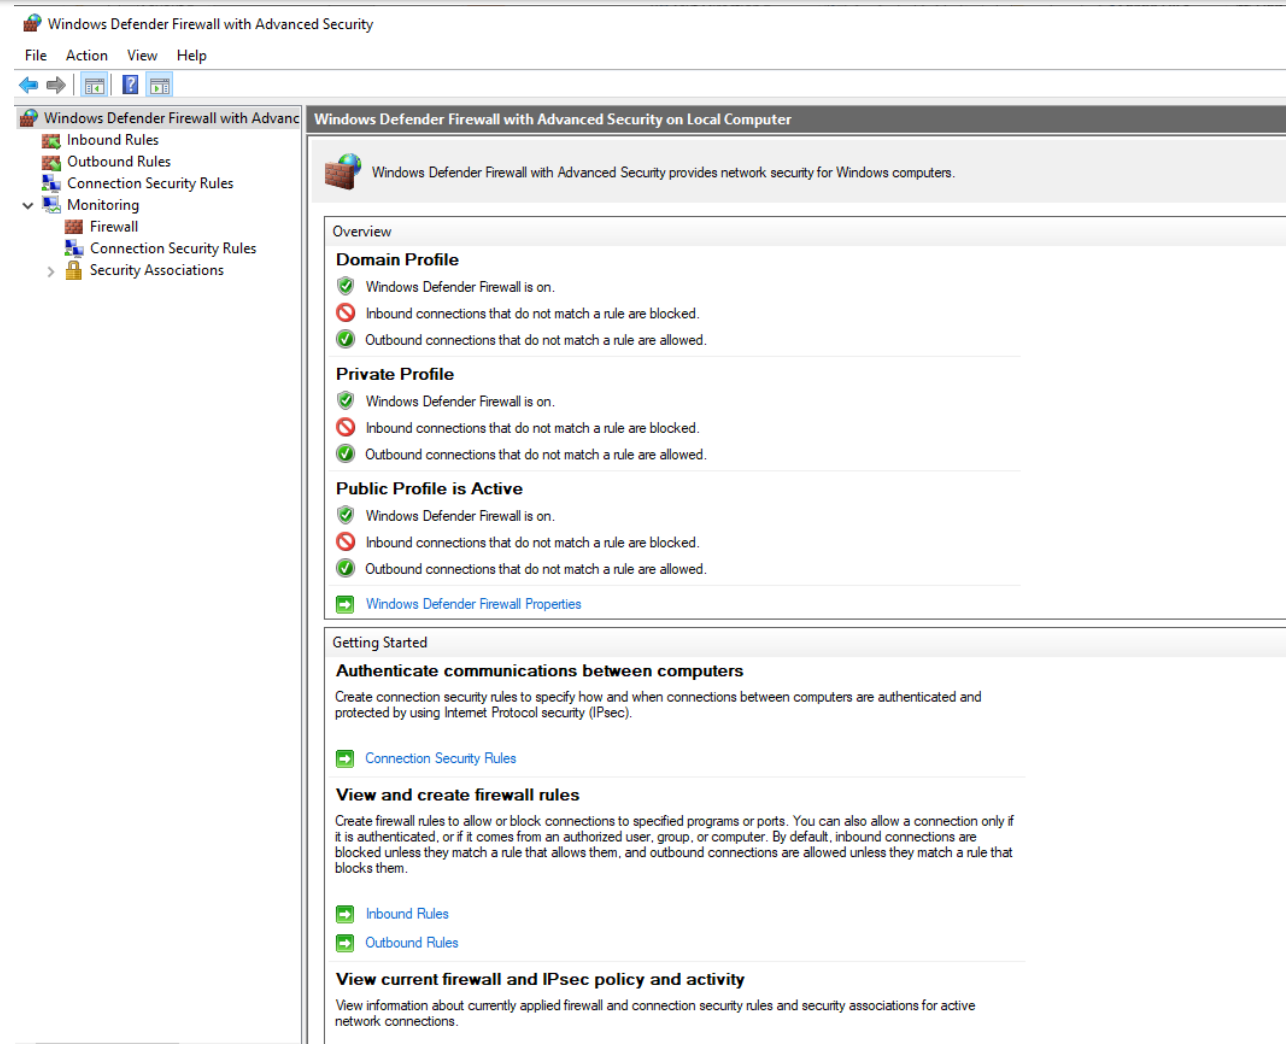 Windows Defender Firewall with Advanced Security
File Action View Help
Windows Defender Firewall with Advanc
Inbound Rules
Outbound Rules
Connection Security Rules
Monitoring
Firewall
Connection Security Rules
Security Associations
Windows Defender Firewall with Advanced Security on Local Computer
Windows Defender Firewall with Advanced Security provides network security for Windows computers.
Overview
Domain Profile
Windows Defender Firewall is on.
Inbound connections that do not match a rule are blocked.
Outbound connections that do not match a rule are allowed.
Private Profile
Windows Defender Firewall is on.
Inbound connections that do not match a rule are blocked.
Outbound connections that do not match a rule are allowed.
Public Profile is Active
Windows Defender Firewall is on.
Inbound connections that do not match a rule are blocked.
Outbound connections that do not match a rule are allowed.
Windows Defender Firewall Properties
Getting Started
Authenticate communications between computers
Create connection security rules to specify how and when connections between computers are authenticated and
protected by using Internet Protocol security (IPsec).
Connection Security Rules
View and create firewall rules
Create firewall rules to allow or block connections to specified programs or ports. You can also allow a connection only if
it is authenticated, or if it comes from an authorized user, group, or computer. By default, inbound connections are
blocked unless they match a rule that allows them, and outbound connections are allowed unless they match a rule that
blocks them.
Inbound Rules
Outbound Rules
View current firewall and IPsec policy and activity
View information about currently applied firewall and connection security rules and security associations for active
network connections.